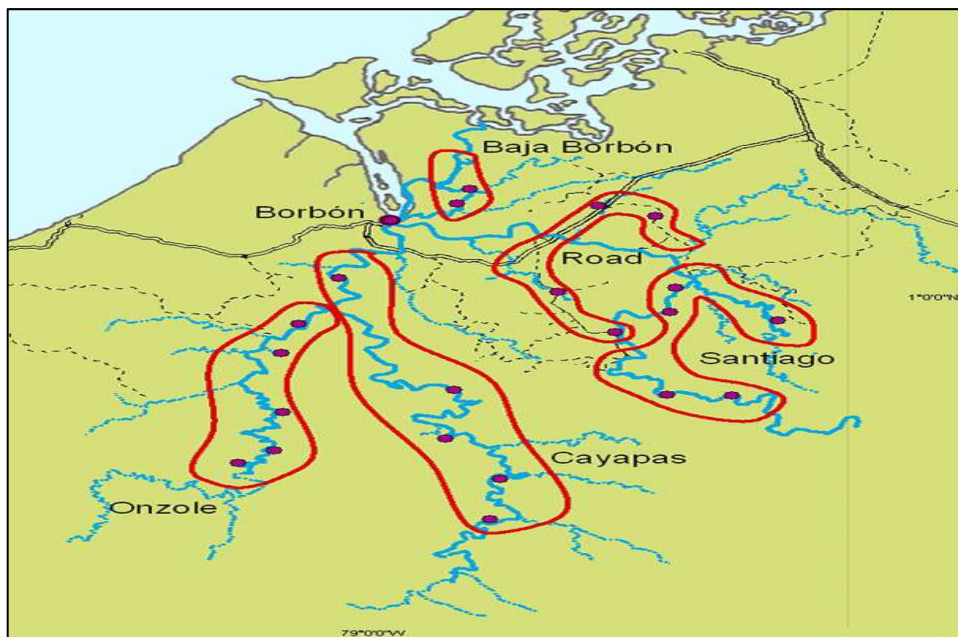 Baja Borbón
Borbón
Road
1°0'0"N
Santiago
Cayapas
Onzole
79°0'0"W